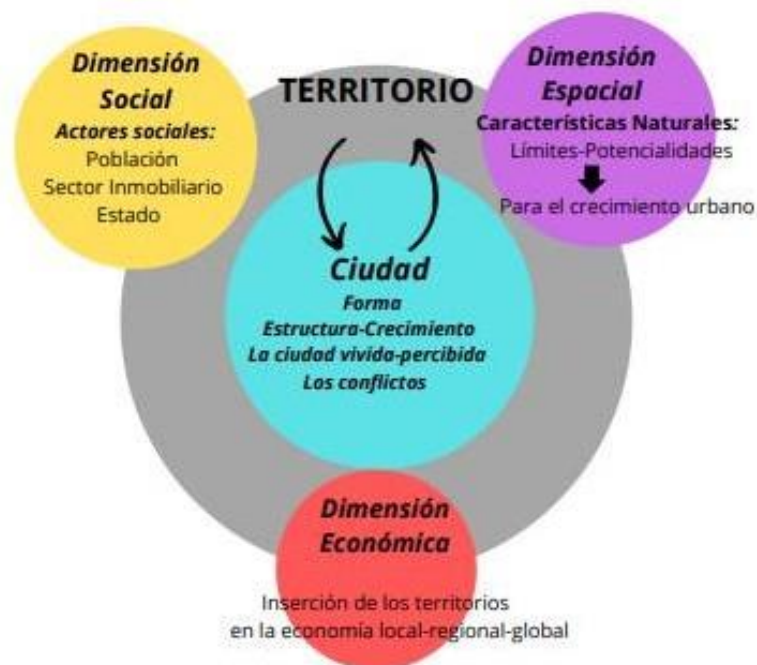 Dimensión
Social
Actores sociales:
Población
Sector Inmobiliario
Estado
TERRITORIO
Dimensión
Espacial
Características Naturales:
Límites-Potencialidades
Para el crecimiento urbano
Ciudad
Forma
Estructura-Crecimiento
La ciudad vivida-percibida
Los conflictos
Dimensión
Económica
Inserción de los territorios
en la economía local-regional-global